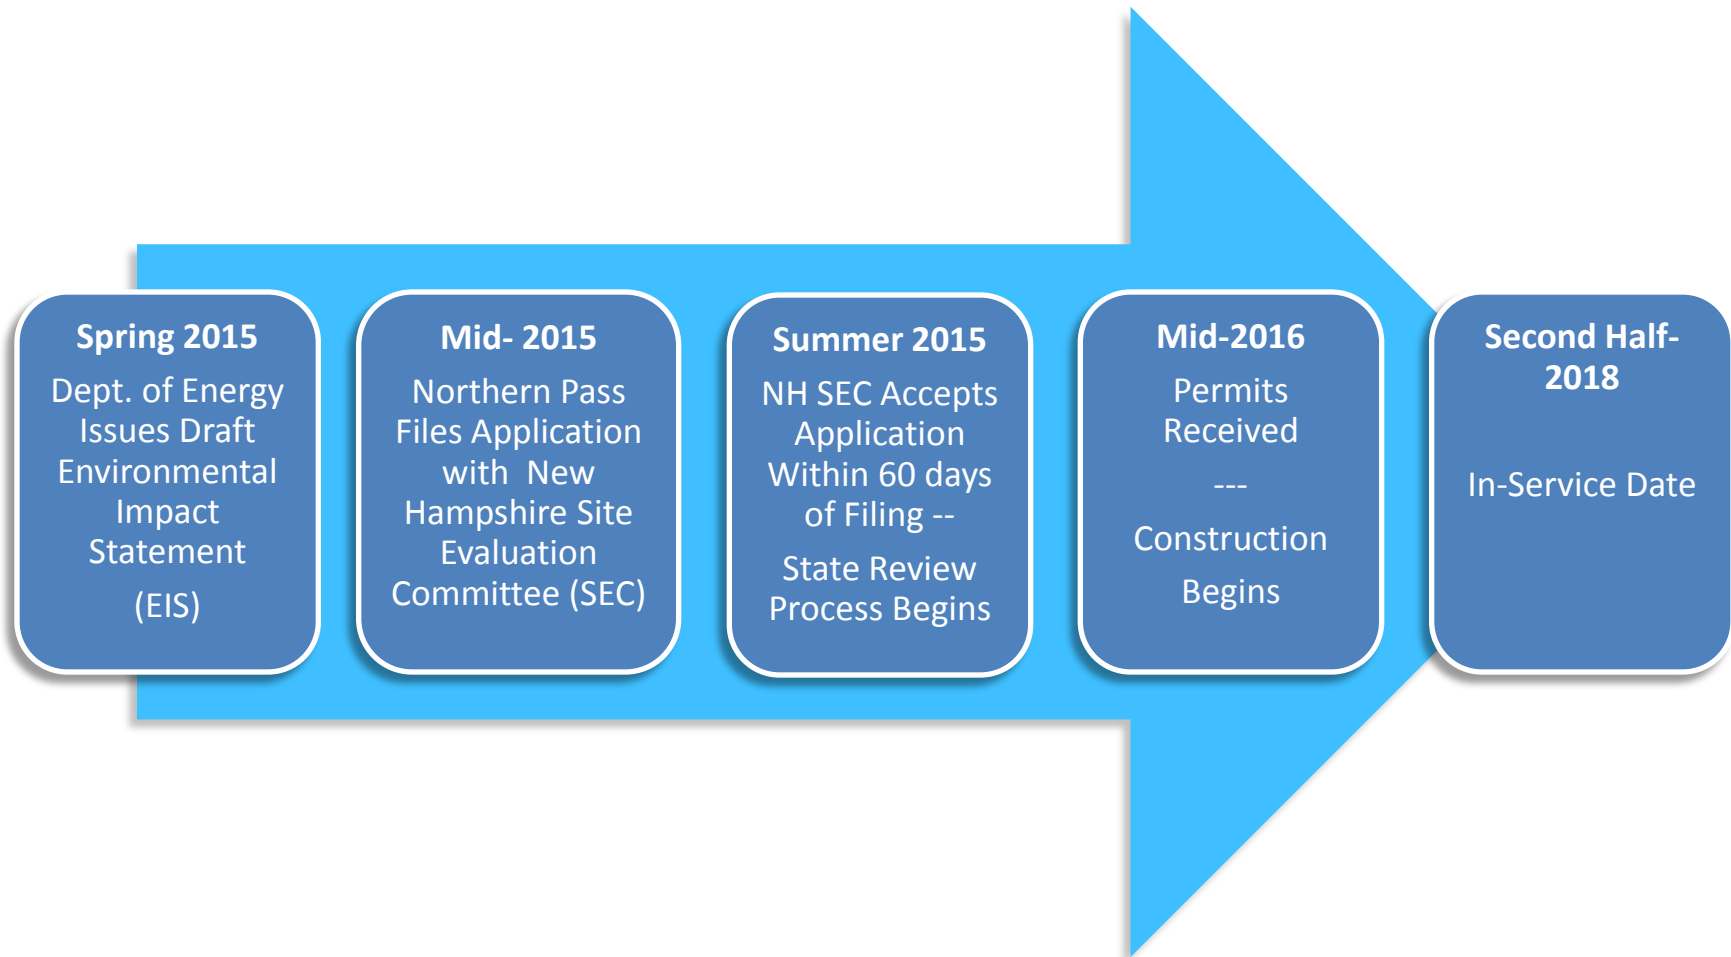 Spring 2015
Dept. of Energy
Issues Draft
Environmental
Impact
Statement
(EIS)
Mid- 2015
Northern Pass
Files Application
with  New
Hampshire Site
Evaluation
Committee (SEC)
Summer 2015
NH SEC Accepts
Application
Within 60 days
of Filing --
State Review
Process Begins
Mid-2016
Permits
Received
---
Construction
Begins
Second Half-
2018
In-Service Date